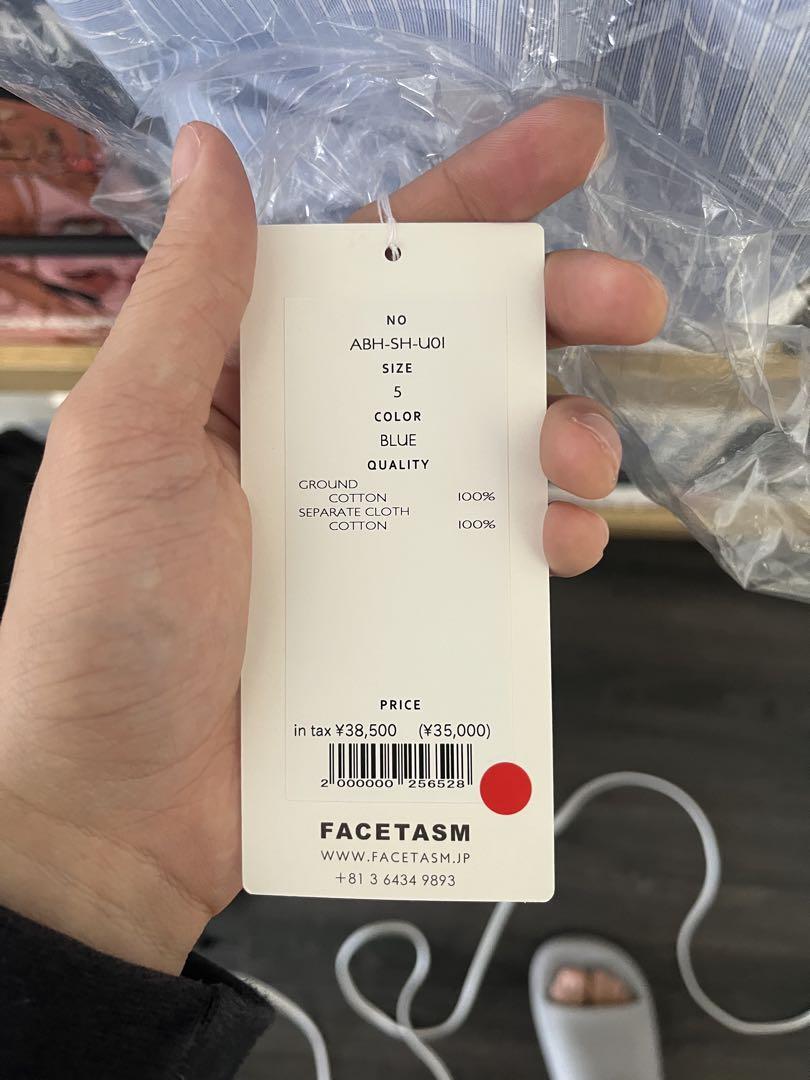 NO
ABH-SH-U01
SIZE
5
COLOR
BLUE
QUALITY
GROUND
COTTON 100%
SEPARATE CLOTH
COTTON 100%
PRICE
in tax ¥38,500 (¥35,000)
2 000000 256528
FACETASM
WWW.FACETASM.JP
+81 3 6434 9893